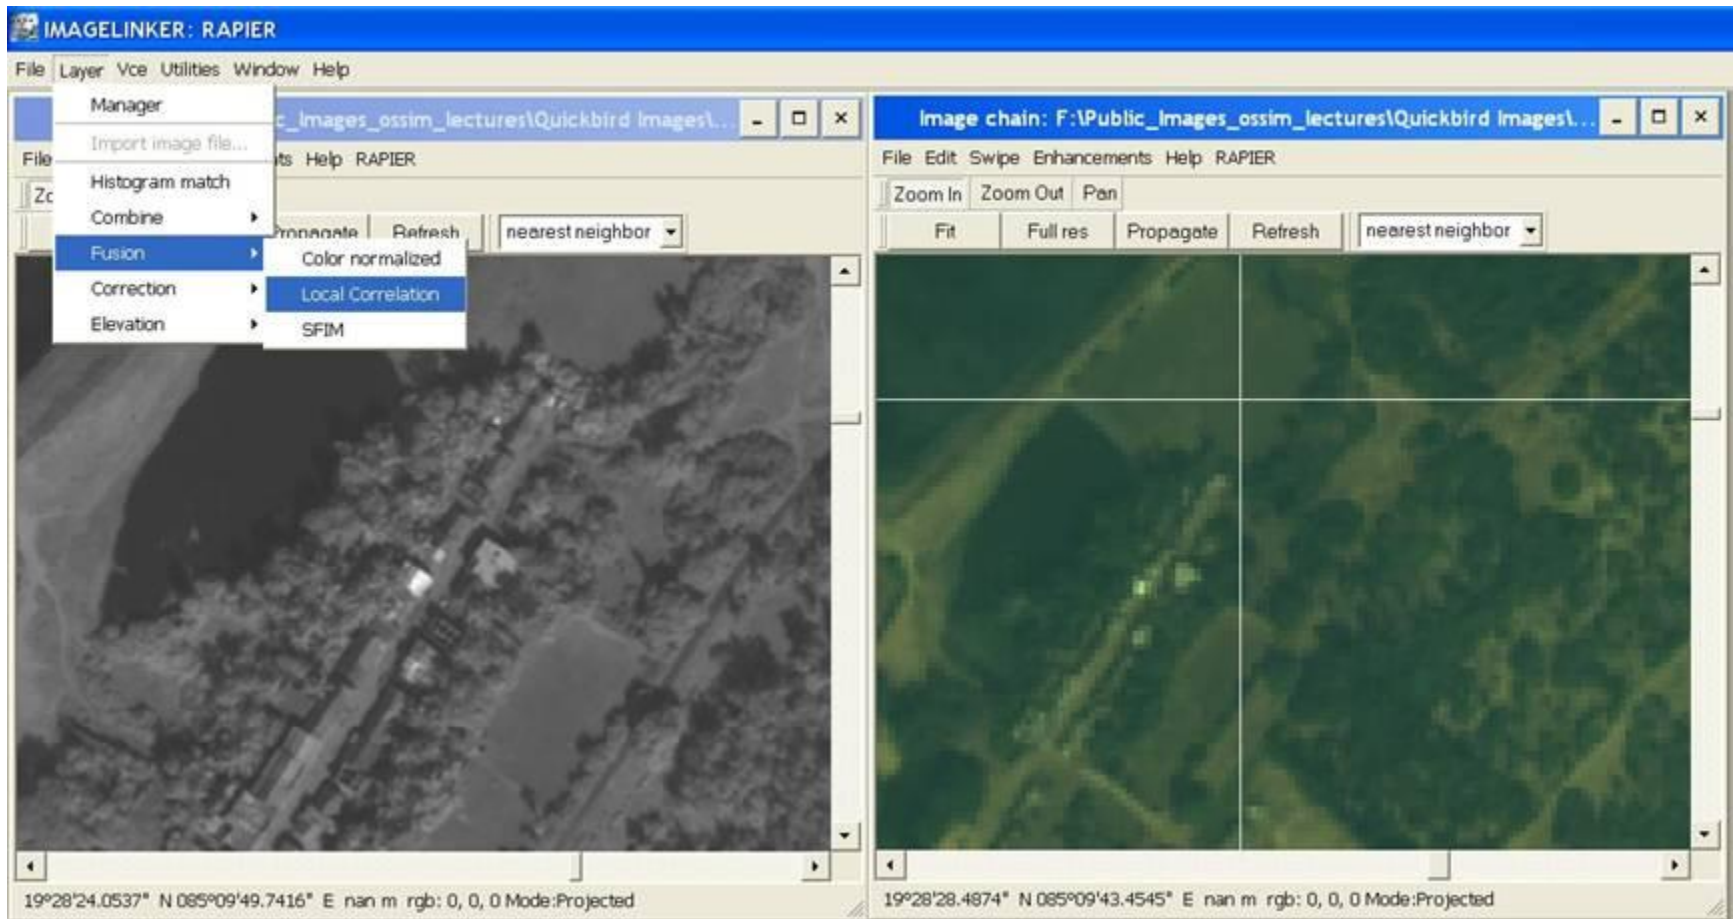 IMAGELINKER: RAPIER
File Layer Vce Utilities Window Help
Manager
Import image file...
Histogram match
Combine
Fusion
Correction
Elevation
Color normalized
Local Correlation
SFIM
c_Images_ossim_lectures\Quickbird Images\...
File ts Help RAPIER
Zo
Propagate Refresh nearest neighbor
19°28'24.0537" N 085°09'49.7416" E nan m rgb: 0, 0, 0 Mode:Projected
Image chain: F:\Public_Images_ossim_lectures\Quickbird Images\...
File Edit Swipe Enhancements Help RAPIER
Zoom In Zoom Out Pan
Fit Full res Propagate Refresh nearest neighbor
19°28'28.4874" N 085°09'43.4545" E nan m rgb: 0, 0, 0 Mode:Projected